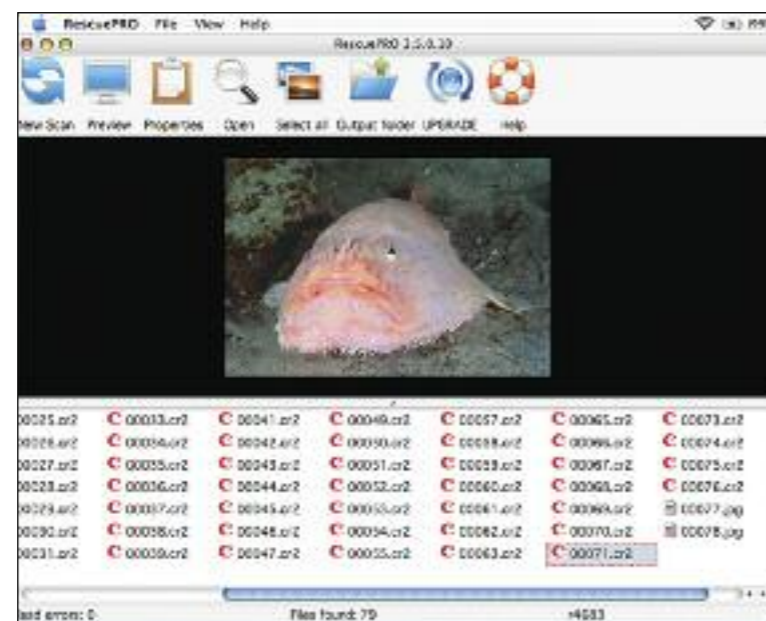 RescuePRO File View Help
RescuePRO 3.5.0.10
New Scan Preview Properties Open Select all Output folder UPGRADE Help
00025.cr2 00033.cr2 00041.cr2 00049.cr2 00057.cr2 00065.cr2 00073.cr2
00026.cr2 00034.cr2 00042.cr2 00050.cr2 00058.cr2 00066.cr2 00074.cr2
00027.cr2 00035.cr2 00043.cr2 00051.cr2 00059.cr2 00067.cr2 00075.cr2
00028.cr2 00036.cr2 00044.cr2 00052.cr2 00060.cr2 00068.cr2 00076.cr2
00029.cr2 00037.cr2 00045.cr2 00053.cr2 00061.cr2 00069.cr2 00077.jpg
00030.cr2 00038.cr2 00046.cr2 00054.cr2 00062.cr2 00070.cr2 00078.jpg
00031.cr2 00039.cr2 00047.cr2 00055.cr2 00063.cr2 00071.cr2
Read errors: 0 Files found: 79 r4683